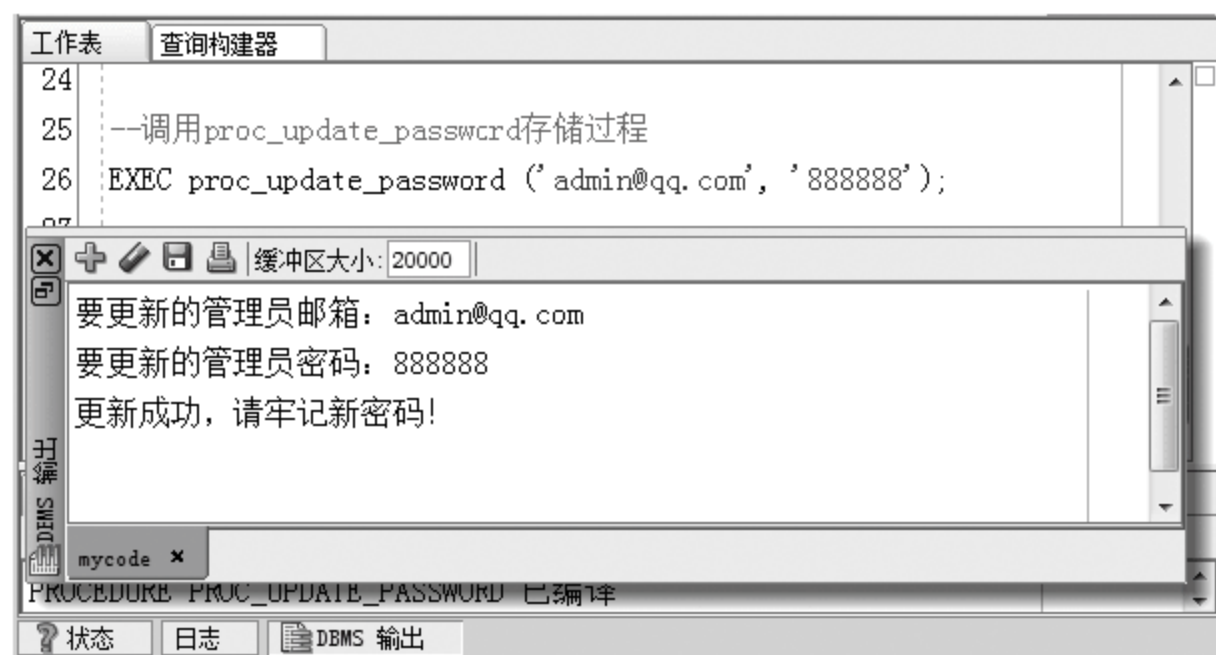 工作表 查询构建器
24
25 --调用proc_update_password存储过程
26 EXEC proc_update_password ('admin@qq.com', '888888');
27
缓冲区大小: 20000
要更新的管理员邮箱：admin@qq.com
要更新的管理员密码：888888
更新成功，请牢记新密码!
DBMS 输出
mycode
PROCEDURE PROC_UPDATE_PASSWORD 已编译
状态 日志 DBMS 输出